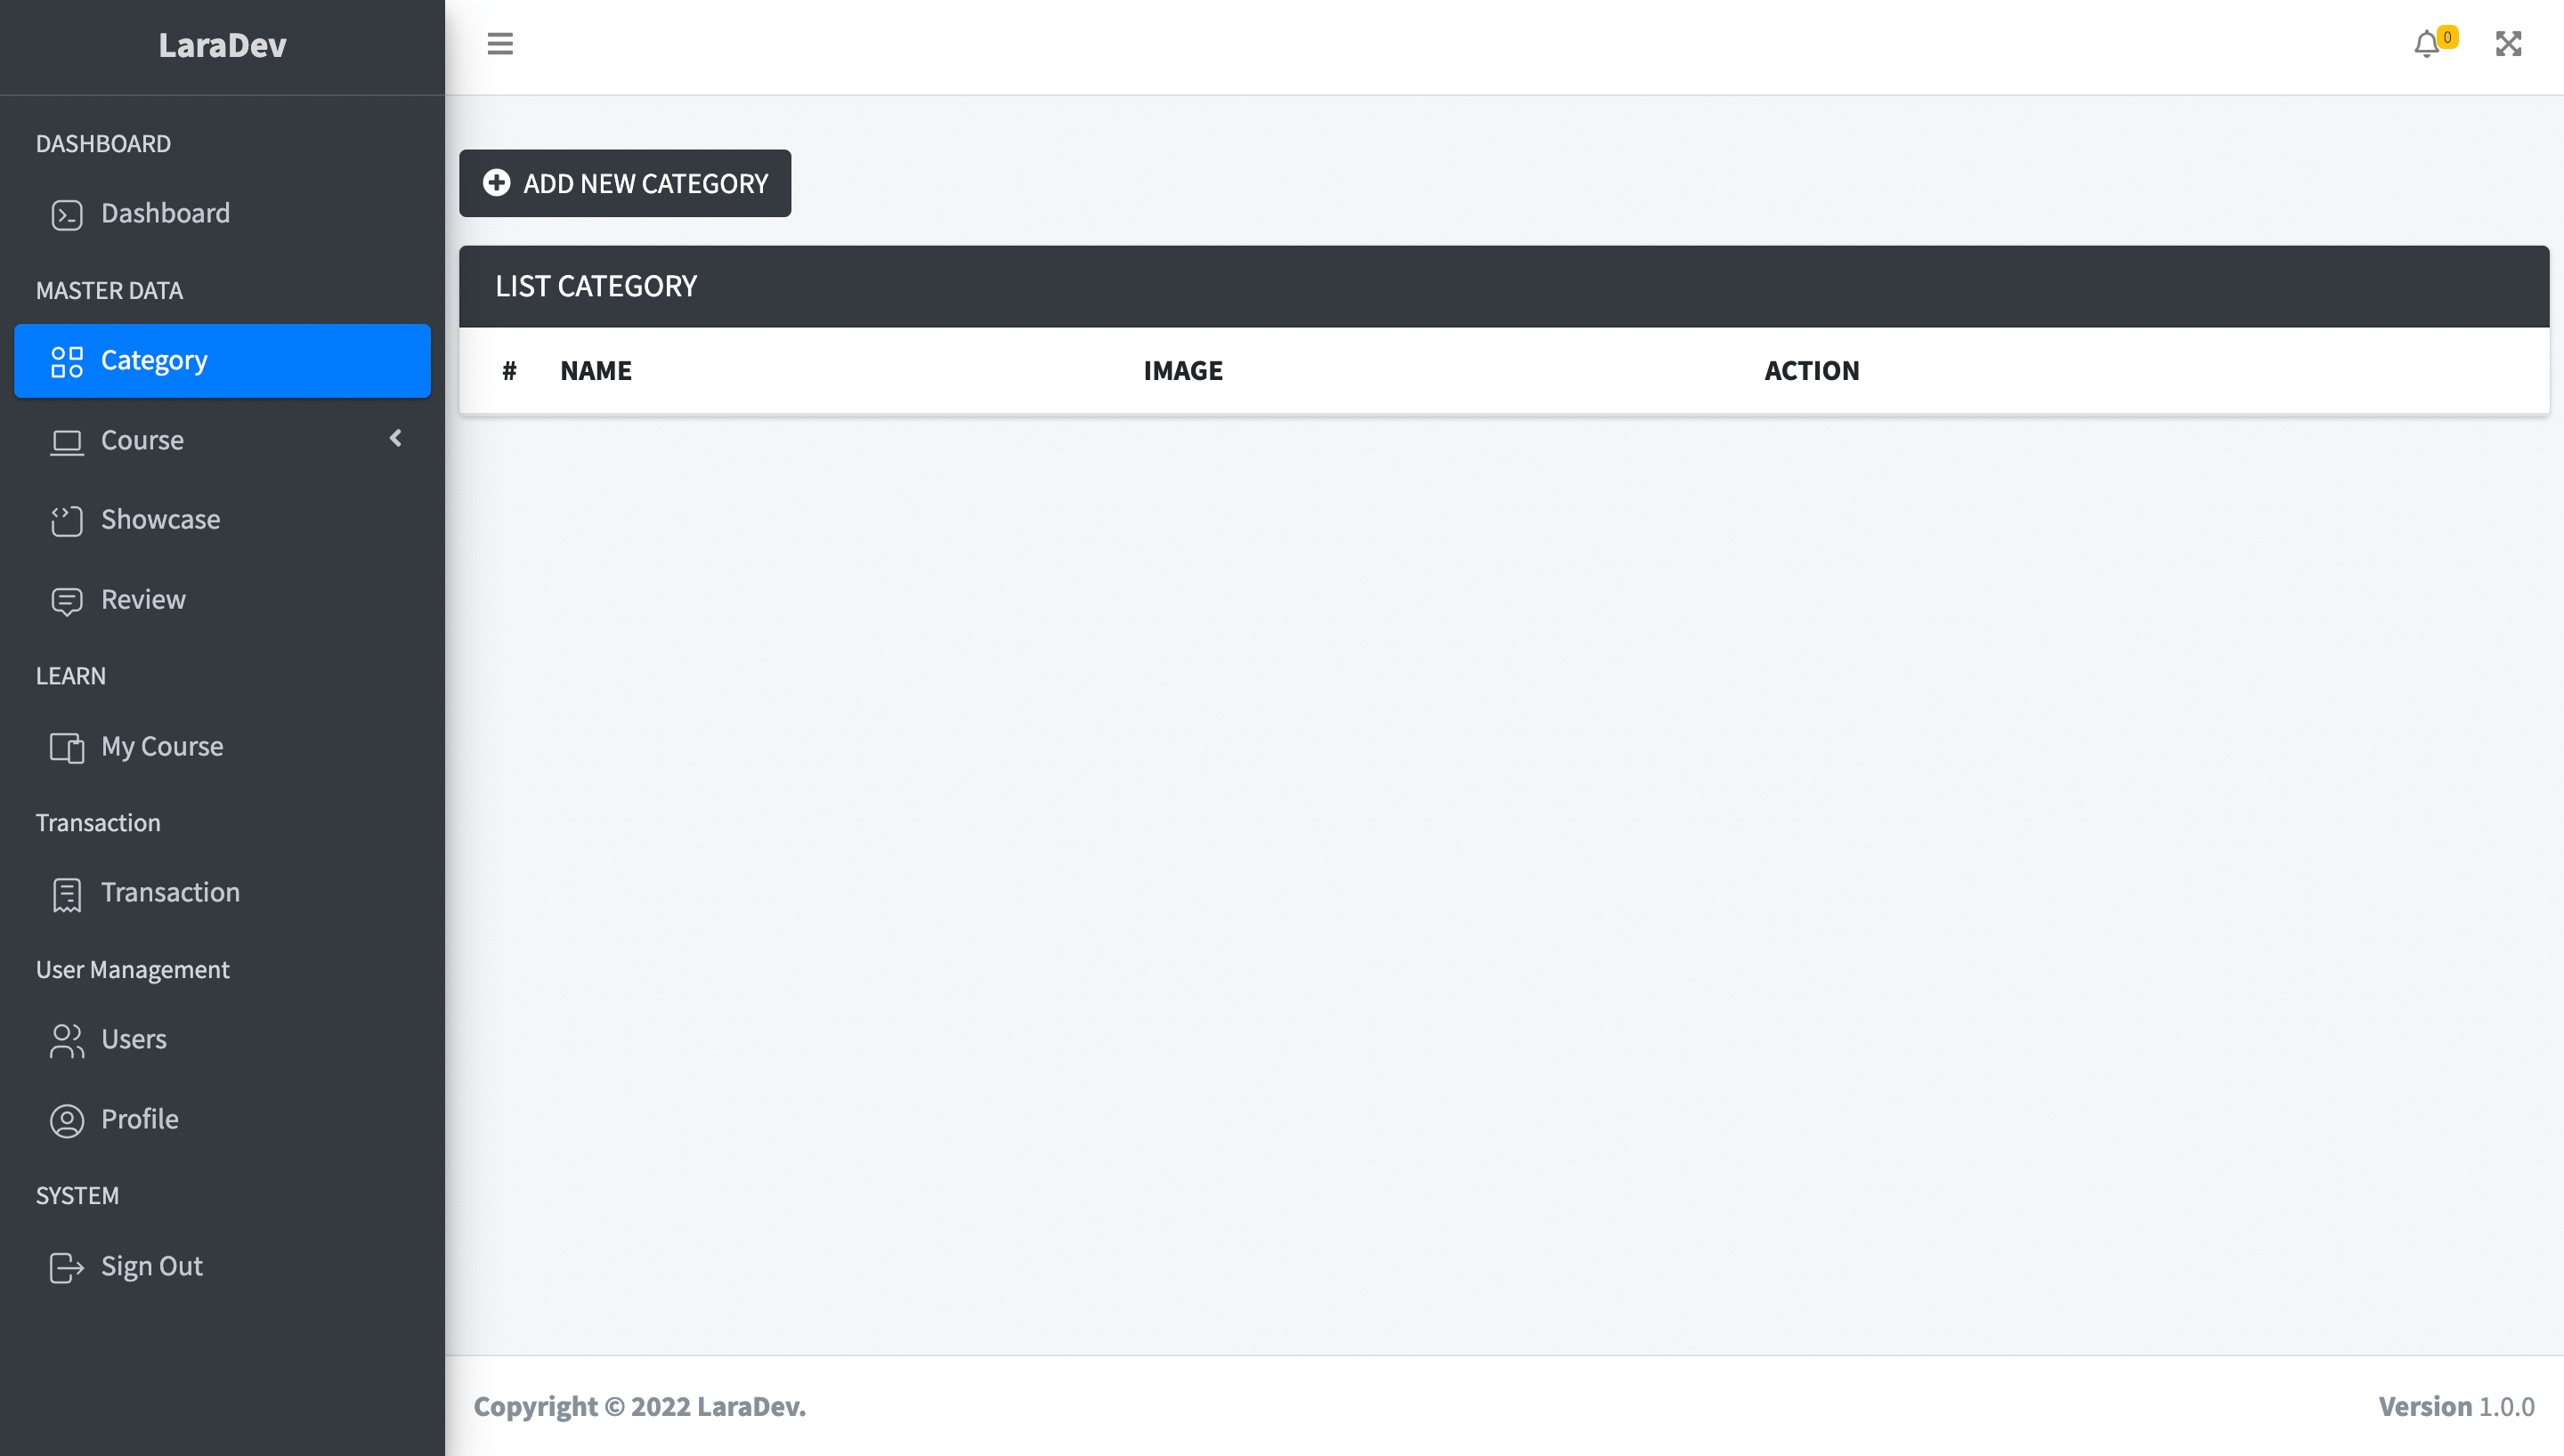 LaraDev
0
DASHBOARD
Dashboard
MASTER DATA
Category
Course
Showcase
Review
LEARN
My Course
Transaction
Transaction
User Management
Users
Profile
SYSTEM
Sign Out
ADD NEW CATEGORY
LIST CATEGORY
# NAME IMAGE ACTION
Copyright © 2022 LaraDev.
Version 1.0.0